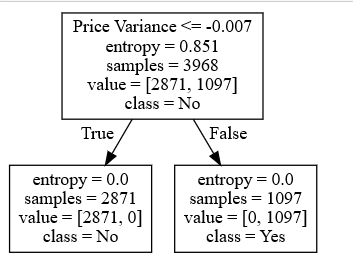 Price Variance <= -0.007
entropy = 0.851
samples = 3968
value = [2871, 1097]
class = No
True
False
entropy = 0.0
samples = 2871
value = [2871, 0]
class = No
entropy = 0.0
samples = 1097
value = [0, 1097]
class = Yes